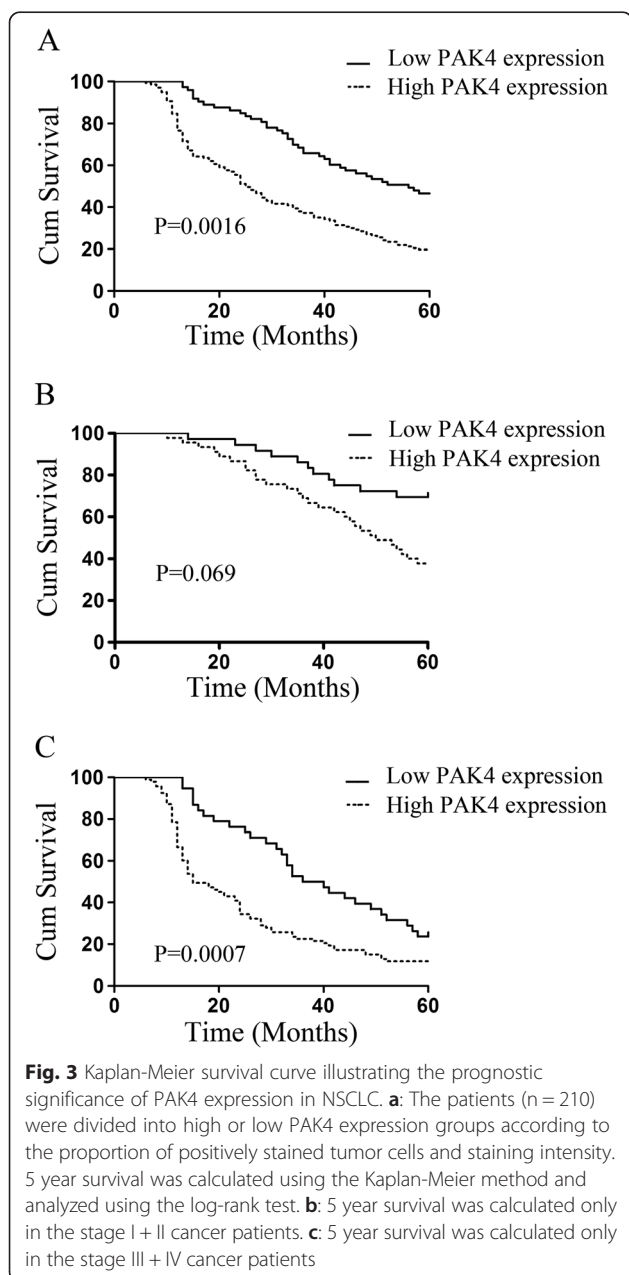 A
Low PAK4 expression
High PAK4 expression
100
80
60
40
20
0
Cum Survival
P=0.0016
0 20 40 60
Time (Months)
B
Low PAK4 expression
High PAK4 expresion
100
80
60
40
20
0
Cum Survival
P=0.069
0 20 40 60
Time (Months)
C
Low PAK4 expression
High PAK4 expression
100
80
60
40
20
0
Cum Survival
P=0.0007
0 20 40 60
Time (Months)
Fig. 3 Kaplan-Meier survival curve illustrating the prognostic
significance of PAK4 expression in NSCLC. a: The patients (n = 210)
were divided into high or low PAK4 expression groups according to
the proportion of positively stained tumor cells and staining intensity.
5 year survival was calculated using the Kaplan-Meier method and
analyzed using the log-rank test. b: 5 year survival was calculated only
in the stage I + II cancer patients. c: 5 year survival was calculated only
in the stage III + IV cancer patients